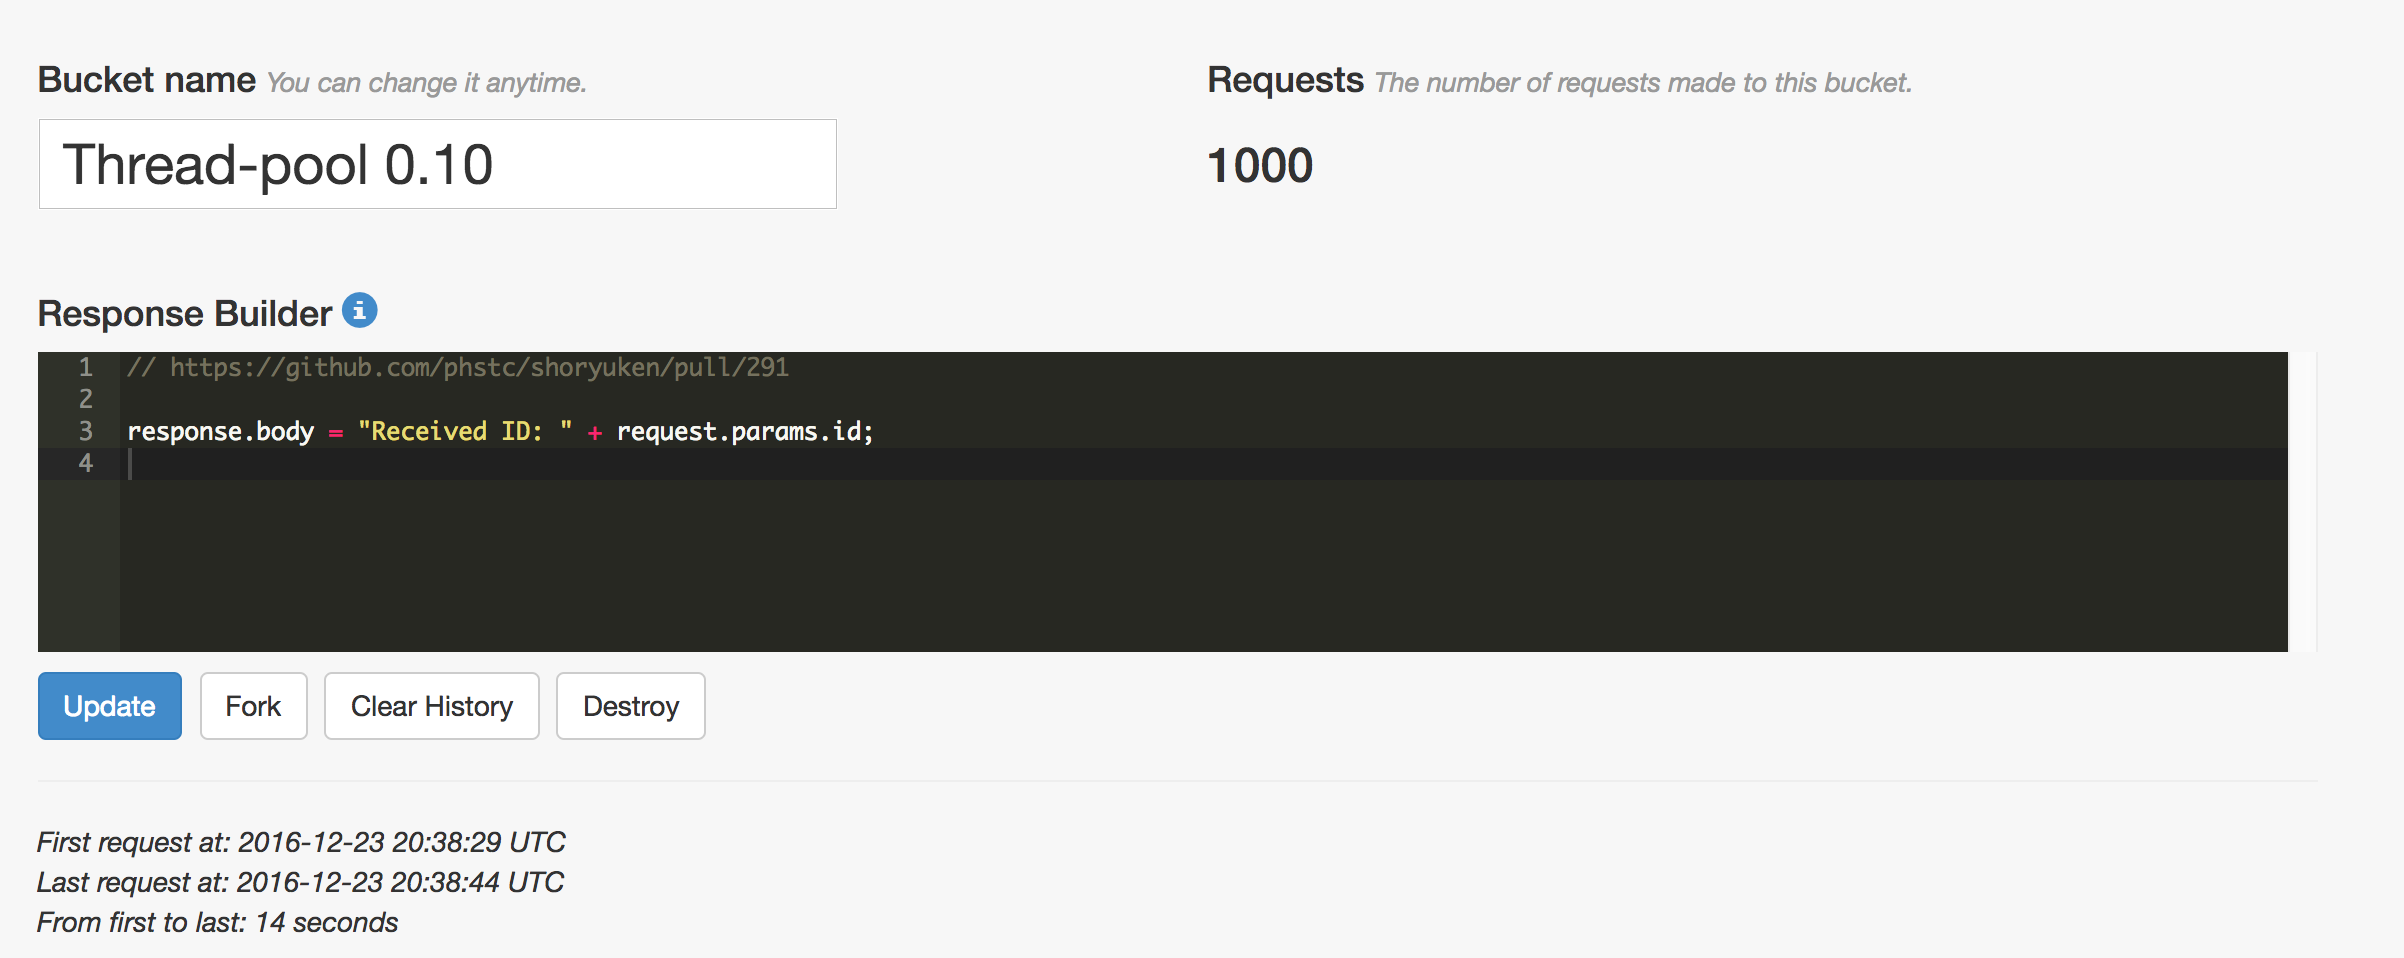 Bucket name You can change it anytime.
Requests The number of requests made to this bucket.
Thread-pool 0.10
1000
Response Builder i
1 // https://github.com/phstc/shoryuken/pull/291
2
3 response.body = "Received ID: " + request.params.id;
4
Update Fork Clear History Destroy
First request at: 2016-12-23 20:38:29 UTC
Last request at: 2016-12-23 20:38:44 UTC
From first to last: 14 seconds